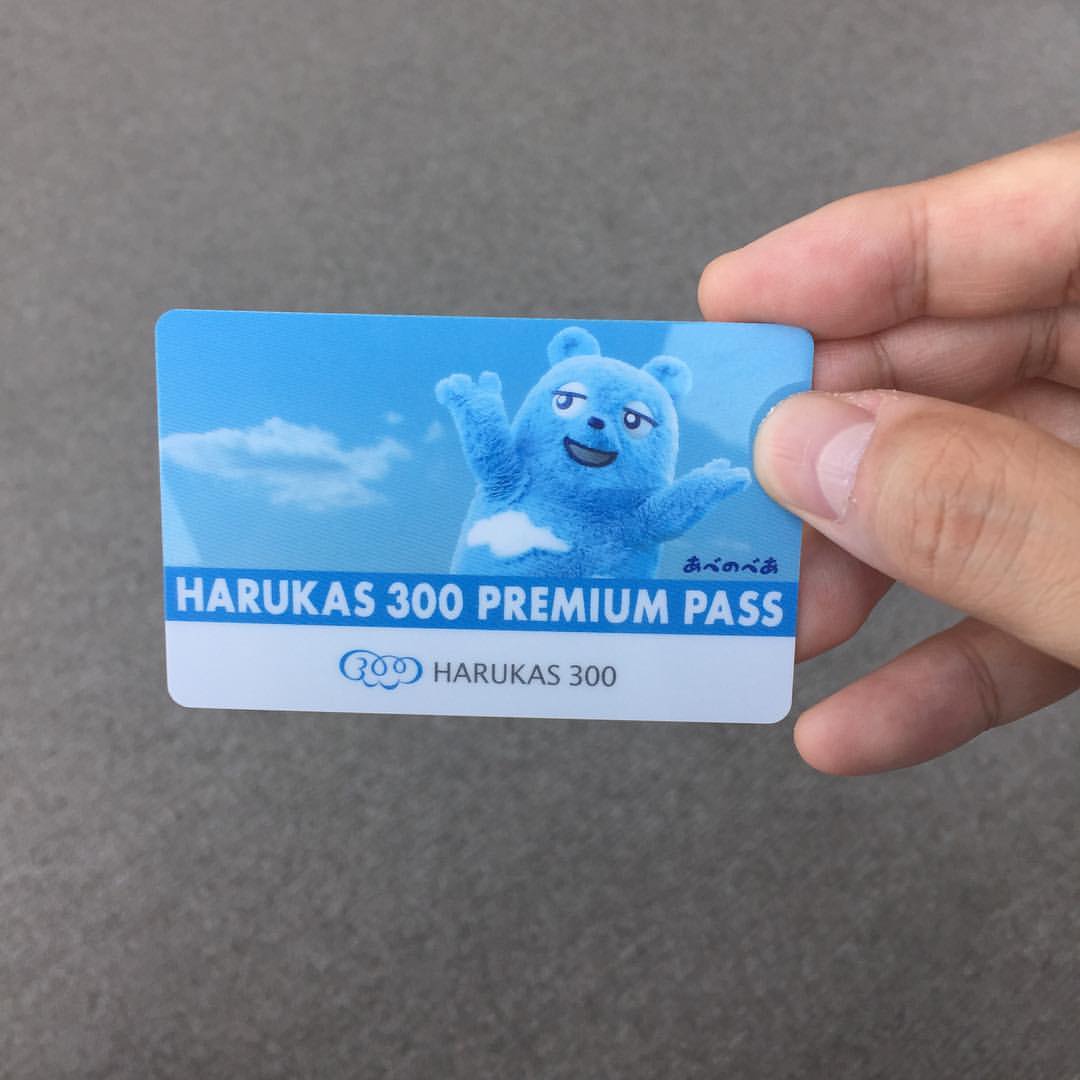 あべのべあ
HARUKAS 300 PREMIUM PASS
300 HARUKAS 300